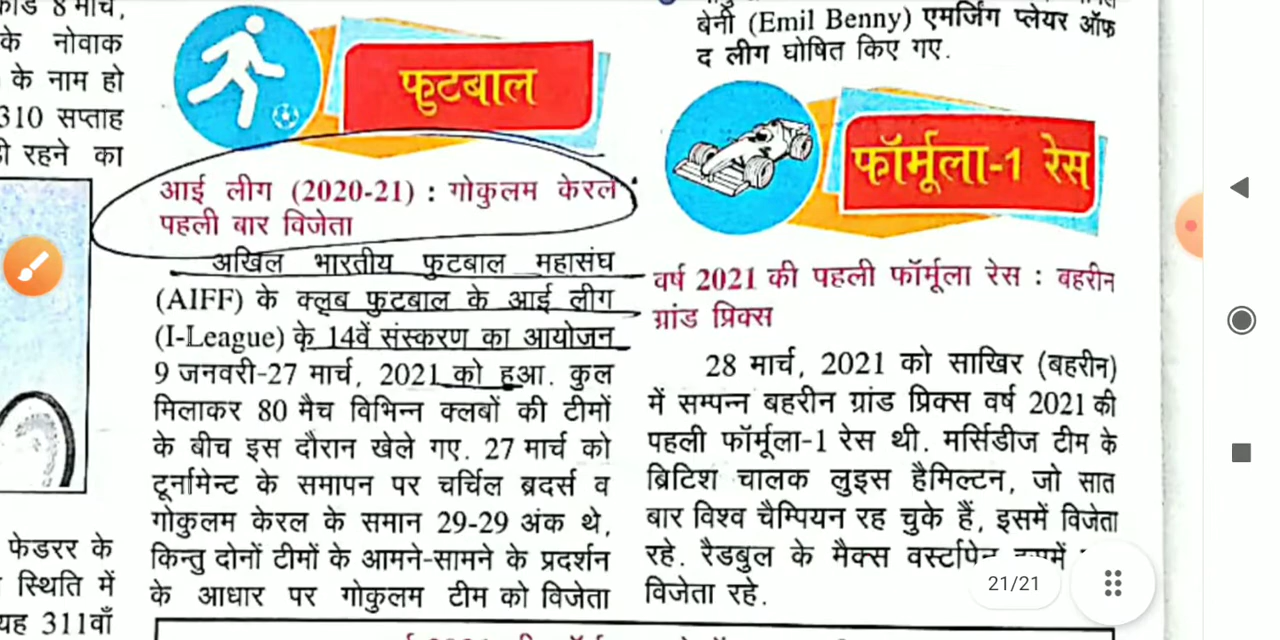 8 मार्च,
के नोवाक
के नाम हो
310 सप्ताह
रहने का
फेडरर के
स्थिति में
यह 311वाँ
फुटबाल
आई लीग (2020-21) : गोकुलम केरल
पहली बार विजेता
अखिल भारतीय फुटबाल महासंघ
(AIFF) के क्लब फुटबाल के आई लीग
(I-League) के 14वें संस्करण का आयोजन
9 जनवरी-27 मार्च, 2021 को हुआ. कुल
मिलाकर 80 मैच विभिन्न क्लबों की टीमों
के बीच इस दौरान खेले गए. 27 मार्च को
टूर्नामेन्ट के समापन पर चर्चिल ब्रदर्स व
गोकुलम केरल के समान 29-29 अंक थे,
किन्तु दोनों टीमों के आमने-सामने के प्रदर्शन
के आधार पर गोकुलम टीम को विजेता
बेनी (Emil Benny) एमर्जिंग प्लेयर ऑफ
द लीग घोषित किए गए.
फॉर्मूला-1 रेस
वर्ष 2021 की पहली फॉर्मूला रेस : बहरीन
ग्रांड प्रिक्स
28 मार्च, 2021 को साखिर (बहरीन)
में सम्पन्न बहरीन ग्रांड प्रिक्स वर्ष 2021 की
पहली फॉर्मूला-1 रेस थी. मर्सिडीज टीम के
ब्रिटिश चालक लुइस हैमिल्टन, जो सात
बार विश्व चैम्पियन रह चुके हैं, इसमें विजेता
रहे. रैडबुल के मैक्स वर्स्टापेन
विजेता रहे.
21/21